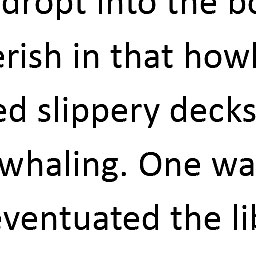 dropt into the bo
erish in that howl
ed slippery decks
whaling. One wa
eventuated the lib